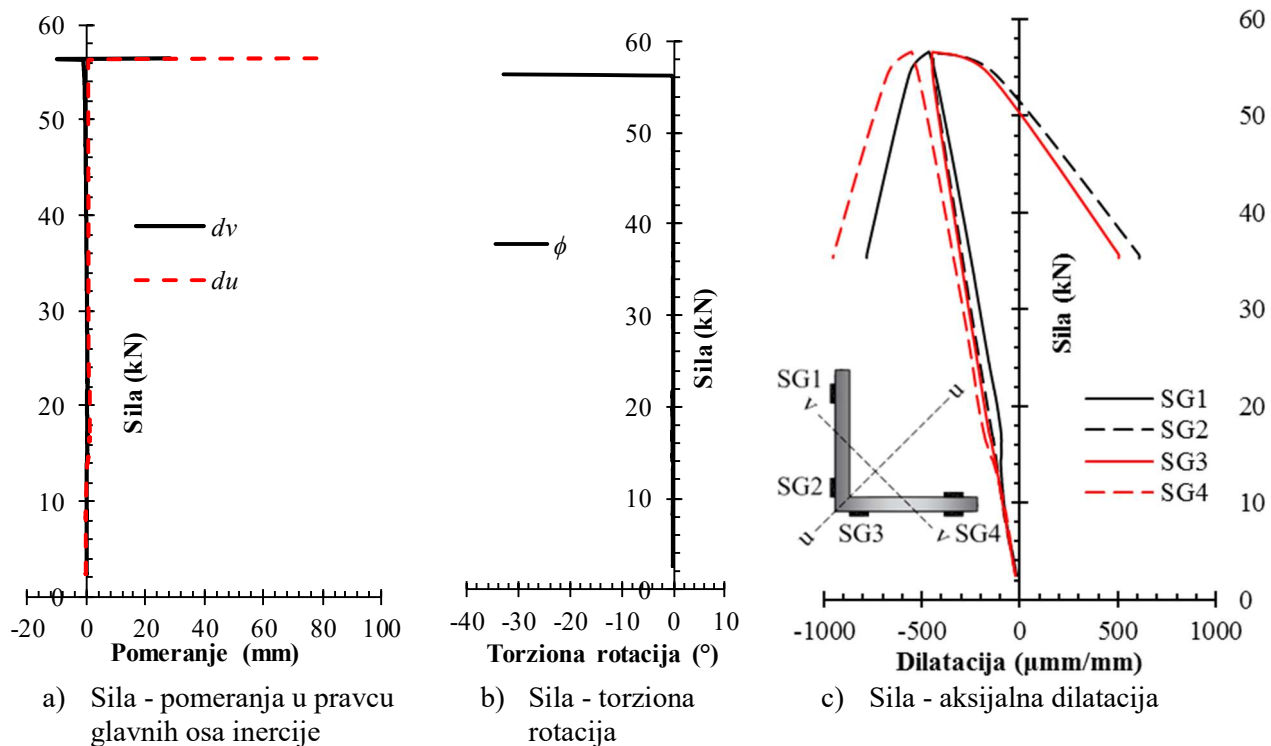 60
50
40
30
20
10
0
-20 0 20 40 60 80 100
Sila (kN)
Pomeranje (mm)
dv
du
a) Sila - pomeranja u pravcu
glavnih osa inercije
60
50
40
30
20
10
0
-40 -30 -20 -10 0 10
Sila (kN)
Torziona rotacija (°)
ϕ
b) Sila - torziona
rotacija
60
50
40
30
20
10
0
-1000 -500 0 500 1000
Sila (kN)
Dilatacija (μmm/mm)
SG1
SG2
SG3
SG4
SG1
v
u
SG2
u
SG3
v
SG4
c) Sila - aksijalna dilatacija